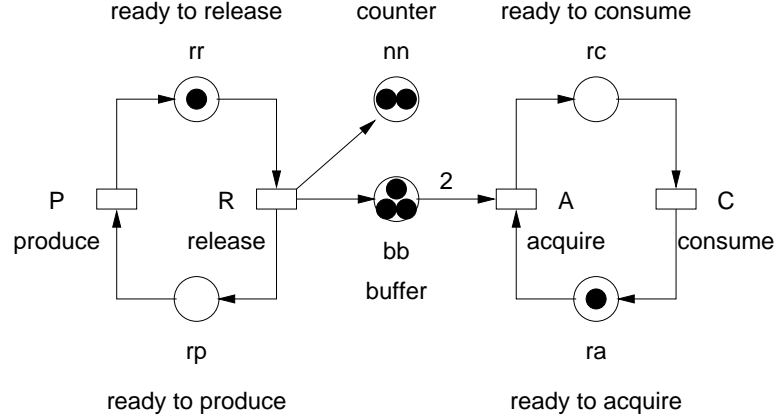 ready to release
counter
ready to consume
rr
nn
rc
2
P
R
A
C
produce
release
acquire
consume
bb
buffer
rp
ra
ready to produce
ready to acquire